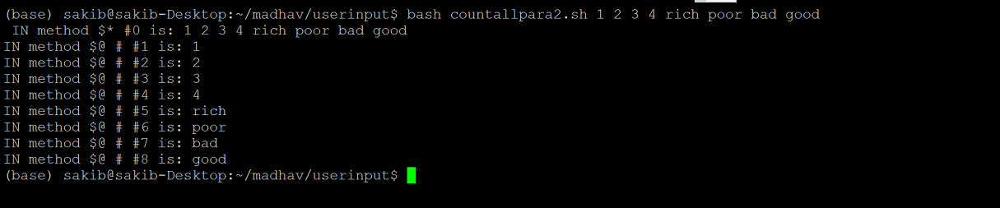 (base) sakib@sakib-Desktop:~/madhav/userinput$ bash countallpara2.sh 1 2 3 4 rich poor bad good
 IN method $* #0 is: 1 2 3 4 rich poor bad good
IN method $@ # #1 is: 1
IN method $@ # #2 is: 2
IN method $@ # #3 is: 3
IN method $@ # #4 is: 4
IN method $@ # #5 is: rich
IN method $@ # #6 is: poor
IN method $@ # #7 is: bad
IN method $@ # #8 is: good
(base) sakib@sakib-Desktop:~/madhav/userinput$